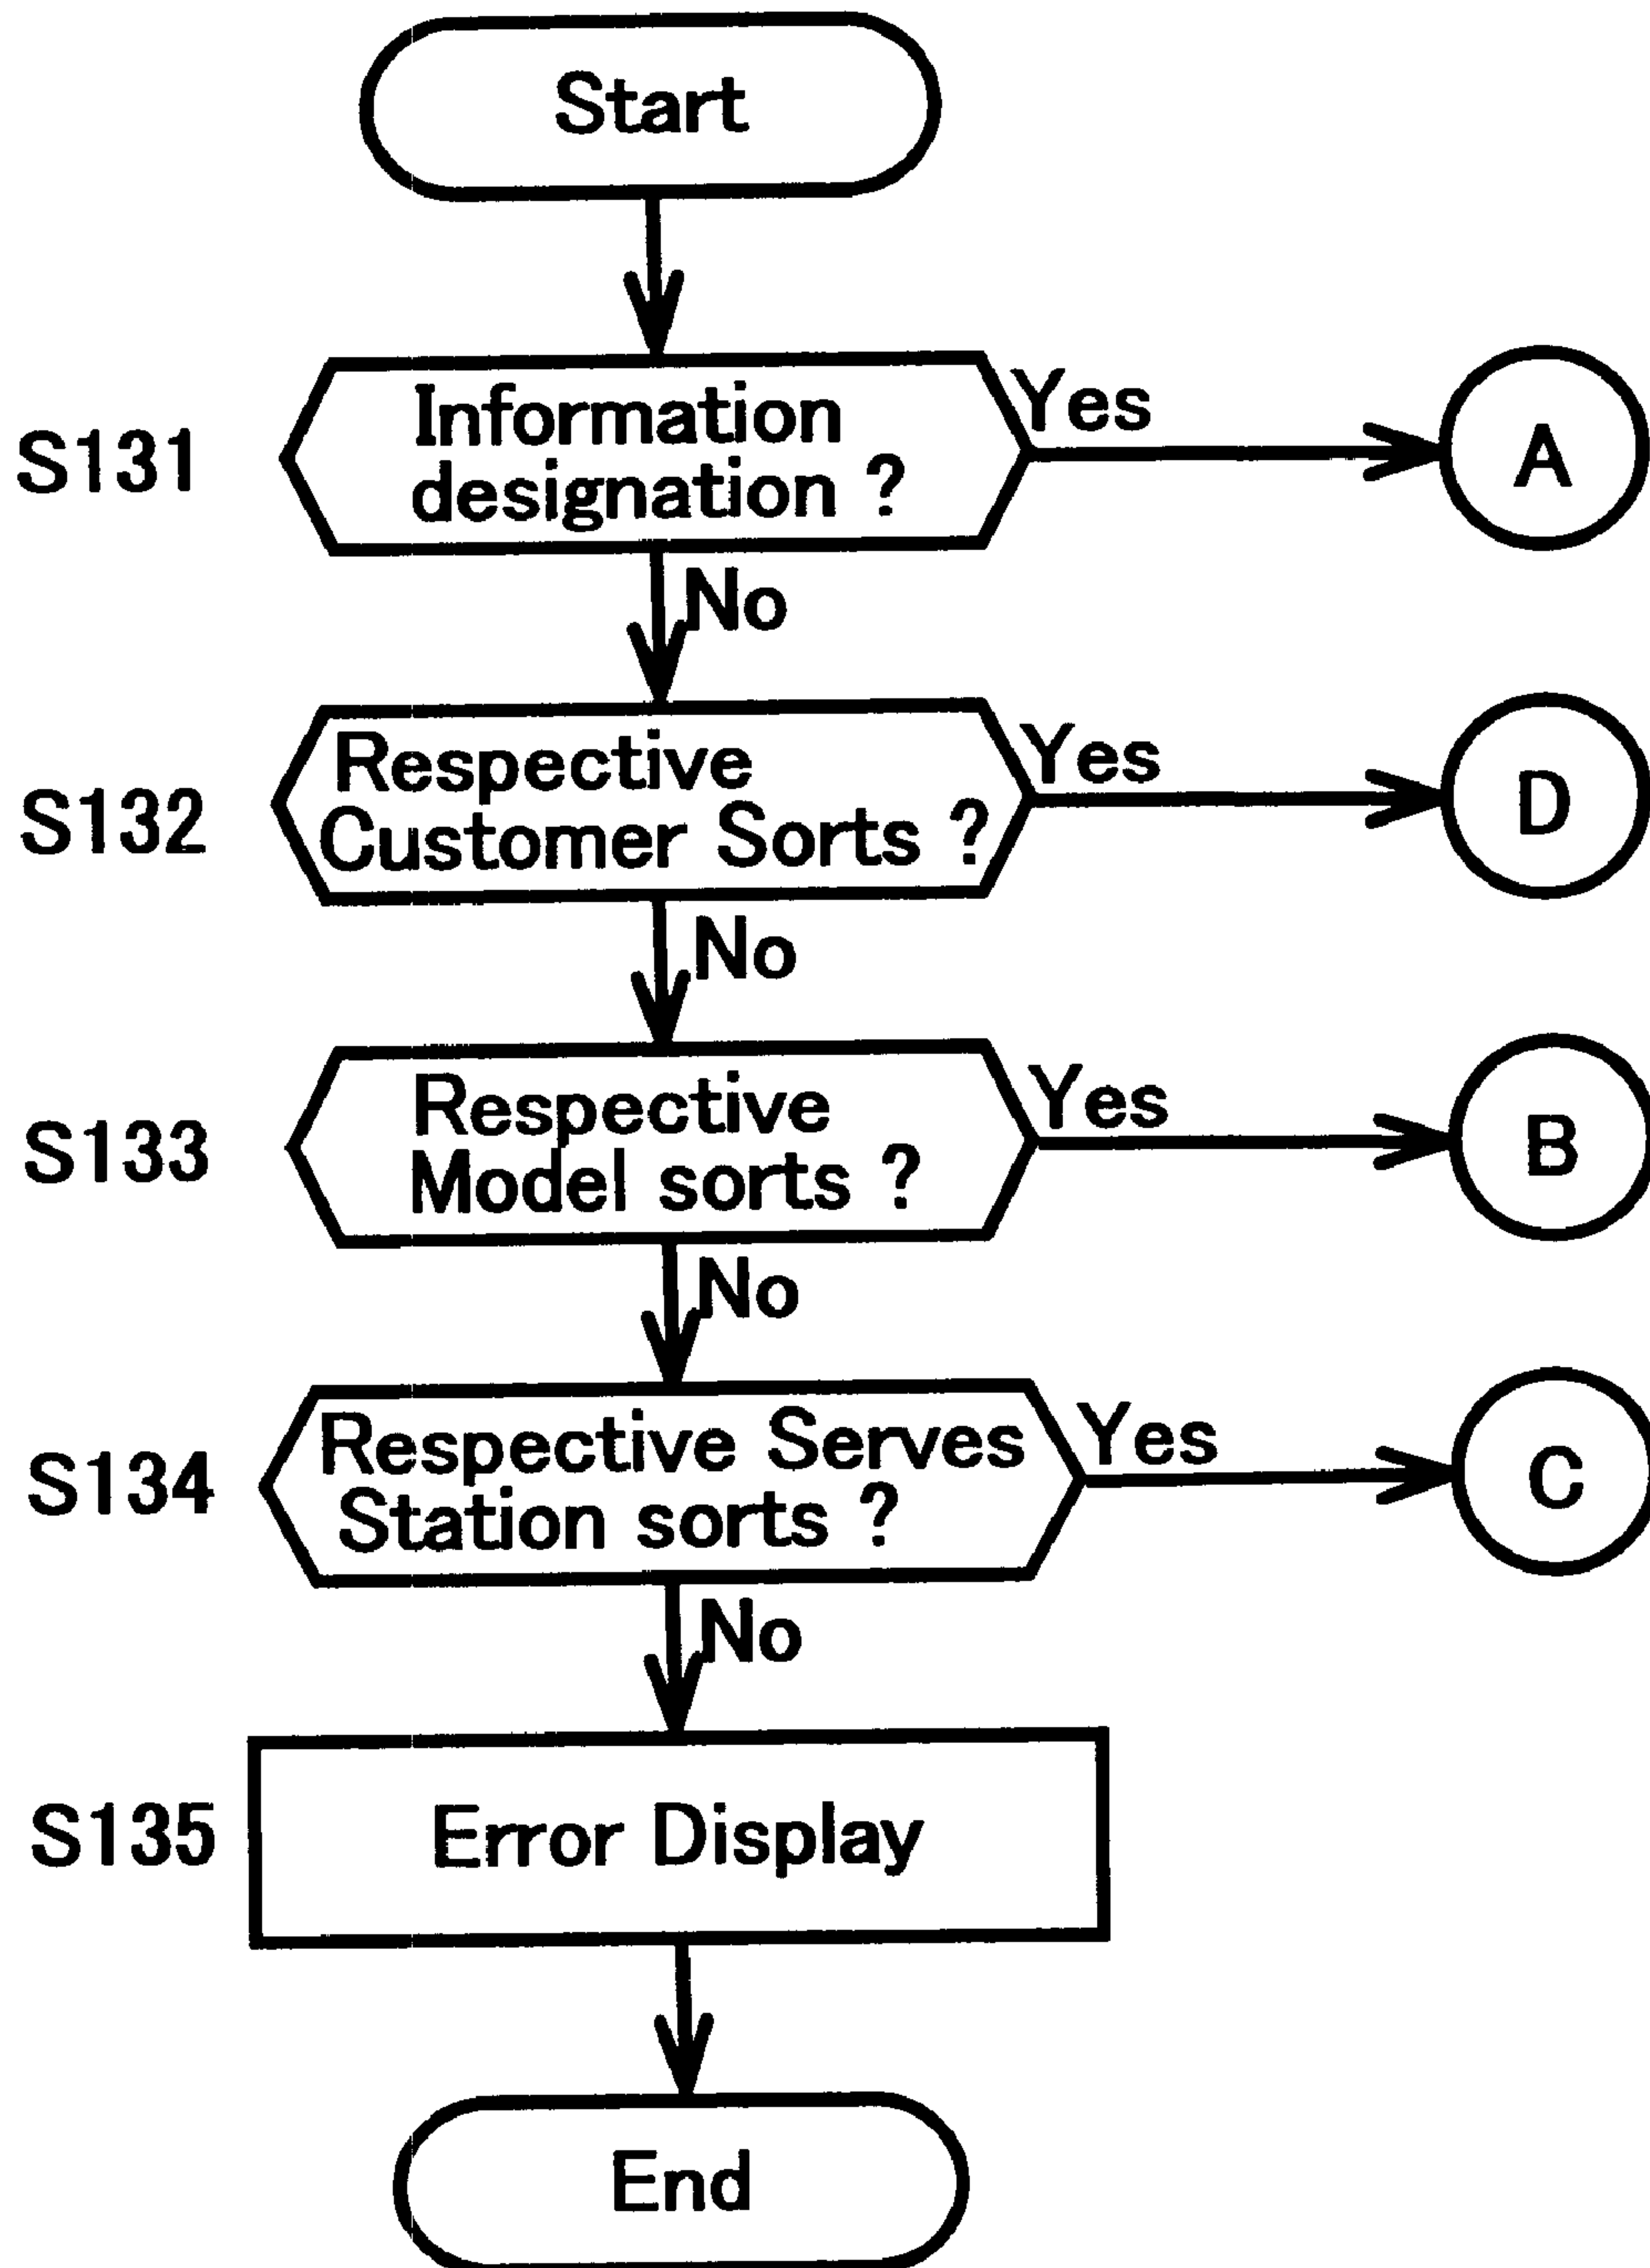 Start
S131
Information
designation ?
Yes
A
No
S132
Respective
Customer Sorts ?
Yes
D
No
S133
Respective
Model sorts ?
Yes
B
No
S134
Respective Serves
Station sorts ?
Yes
C
No
S135
Error Display
End